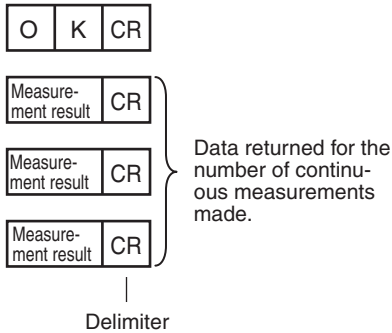 O K CR
Measure-
ment result CR
Measure-
ment result CR
Measure-
ment result CR
Data returned for the
number of continu-
ous measurements
made.
Delimiter